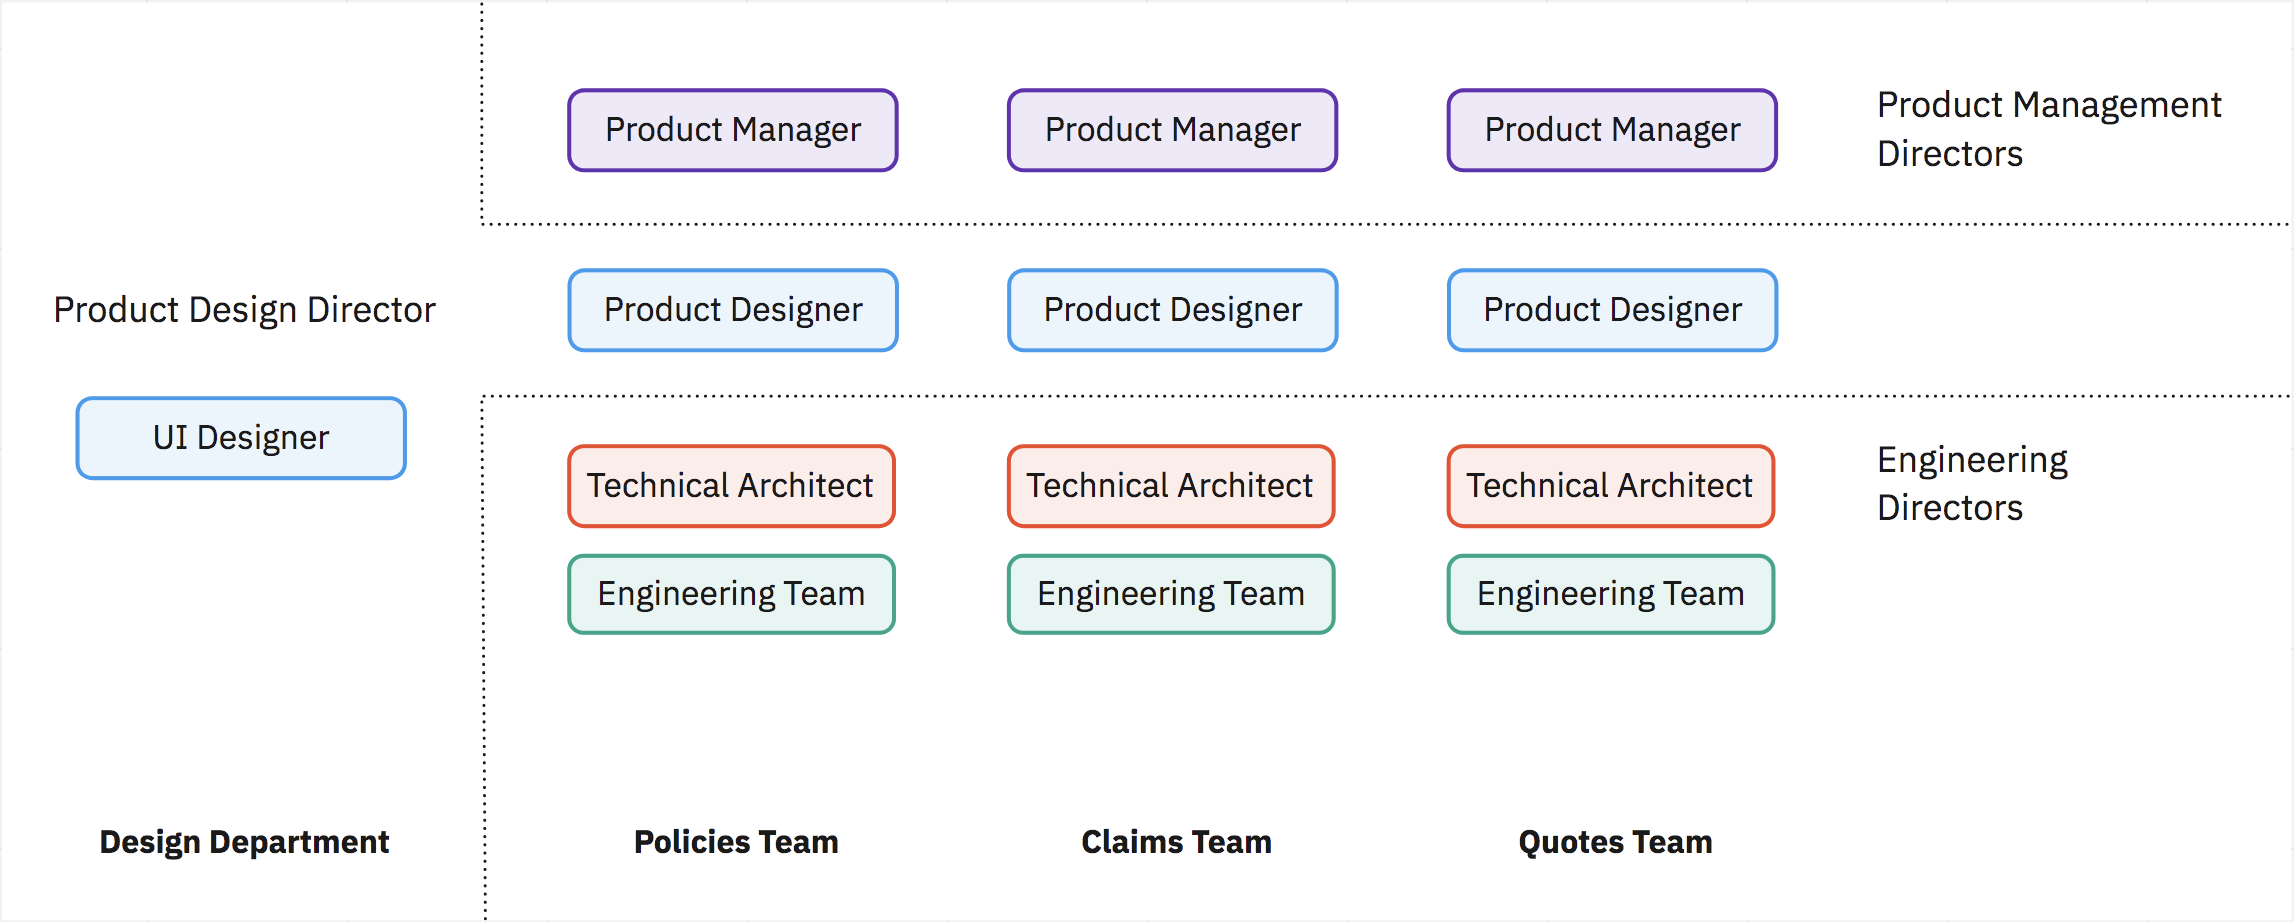 Product Manager
Product Manager
Product Manager
Product Management
Directors
Product Design Director
Product Designer
Product Designer
Product Designer
UI Designer
Technical Architect
Technical Architect
Technical Architect
Engineering
Directors
Engineering Team
Engineering Team
Engineering Team
Design Department
Policies Team
Claims Team
Quotes Team